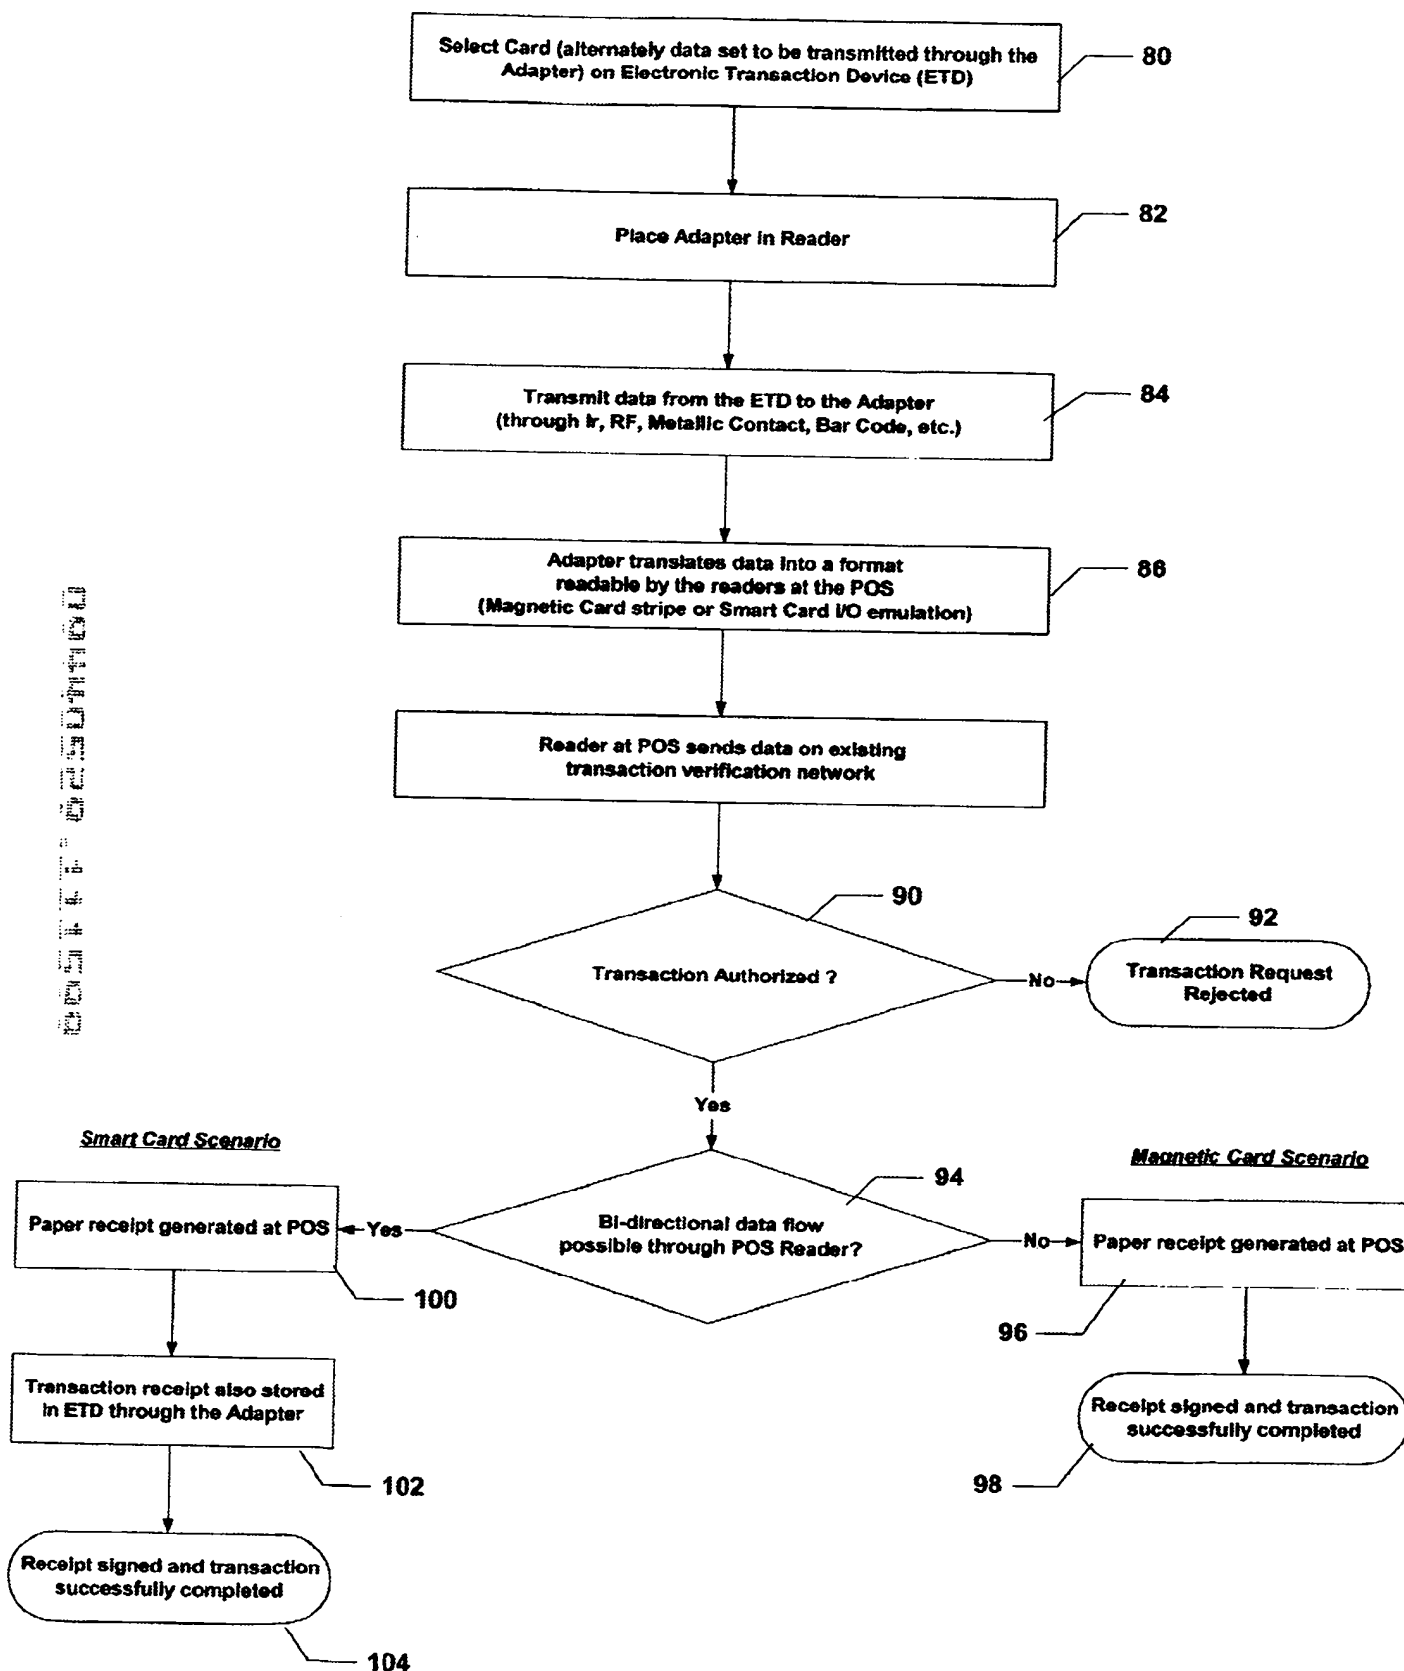 Select Card (alternately data set to be transmitted through the
Adapter) on Electronic Transaction Device (ETD)
80
Place Adapter in Reader
82
Transmit data from the ETD to the Adapter
(through Ir, RF, Metallic Contact, Bar Code, etc.)
84
Adapter translates data into a format
readable by the readers at the POS
(Magnetic Card stripe or Smart Card I/O emulation)
86
Reader at POS sends data on existing
transaction verification network
90
Transaction Authorized ?
No
92
Transaction Request
Rejected
Yes
Smart Card Scenario
Magnetic Card Scenario
94
Bi-directional data flow
possible through POS Reader?
Yes
Paper receipt generated at POS
100
No
Paper receipt generated at POS
96
Transaction receipt also stored
in ETD through the Adapter
102
Receipt signed and transaction
successfully completed
98
Receipt signed and transaction
successfully completed
104